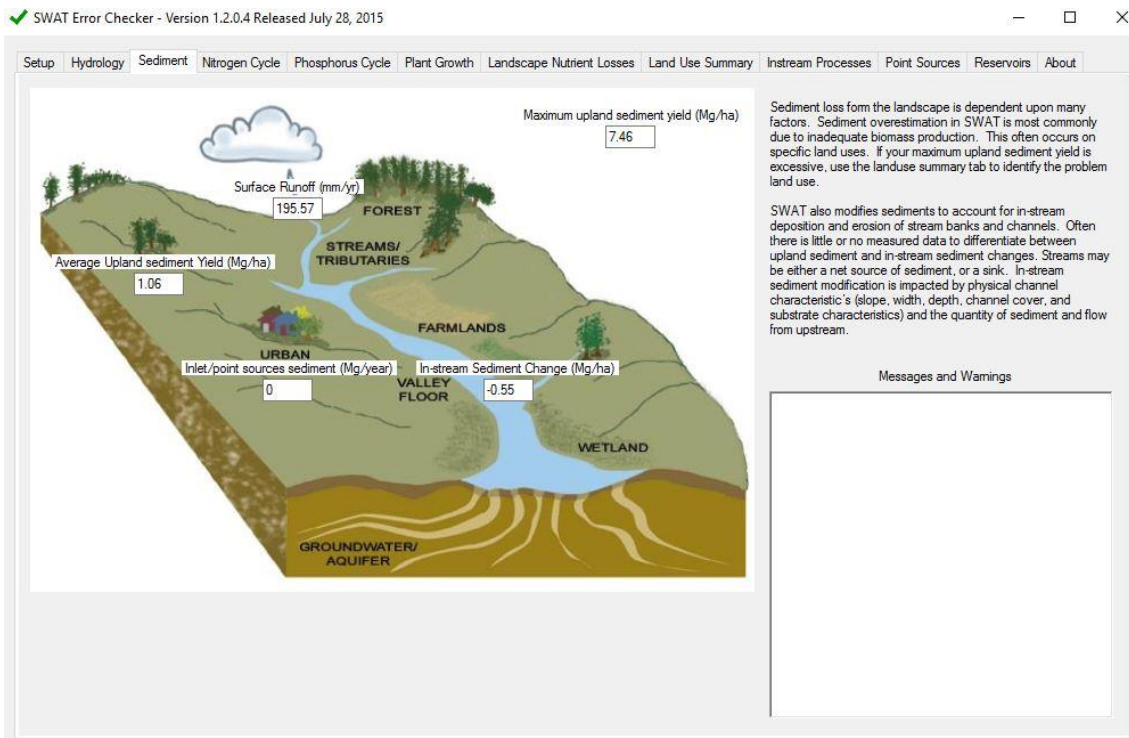 SWAT Error Checker - Version 1.2.0.4 Released July 28, 2015
Setup Hydrology Sediment Nitrogen Cycle Phosphorus Cycle Plant Growth Landscape Nutrient Losses Land Use Summary Instream Processes Point Sources Reservoirs About
Maximum upland sediment yield (Mg/ha)
7.46
Surface Runoff (mm/yr)
195.57
FOREST
STREAMS/
TRIBUTARIES
Average Upland sediment Yield (Mg/ha)
1.06
FARMLANDS
URBAN
Inlet/point sources sediment (Mg/year)
0
In-stream Sediment Change (Mg/ha)
-0.55
VALLEY
FLOOR
WETLAND
GROUNDWATER/
AQUIFER
Sediment loss form the landscape is dependent upon many
factors. Sediment overestimation in SWAT is most commonly
due to inadequate biomass production. This often occurs on
specific land uses. If your maximum upland sediment yield is
excessive, use the landuse summary tab to identify the problem
land use.
SWAT also modifies sediments to account for in-stream
deposition and erosion of stream banks and channels. Often
there is little or no measured data to differentiate between
upland sediment and in-stream sediment changes. Streams may
be either a net source of sediment, or a sink. In-stream
sediment modification is impacted by physical channel
characteristic's (slope, width, depth, channel cover, and
substrate characteristics) and the quantity of sediment and flow
from upstream.
Messages and Warnings